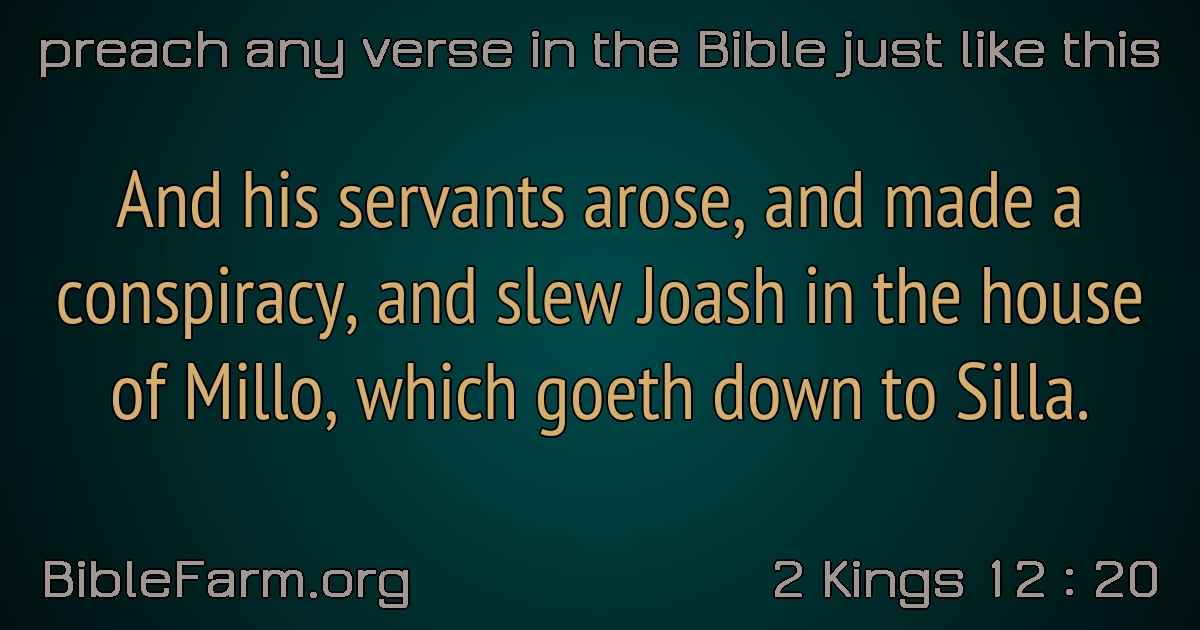 preach any verse in the Bible just like this
And his servants arose, and made a
conspiracy, and slew Joash in the house
of Millo, which goeth down to Silla.
BibleFarm.org
2 Kings 12 : 20